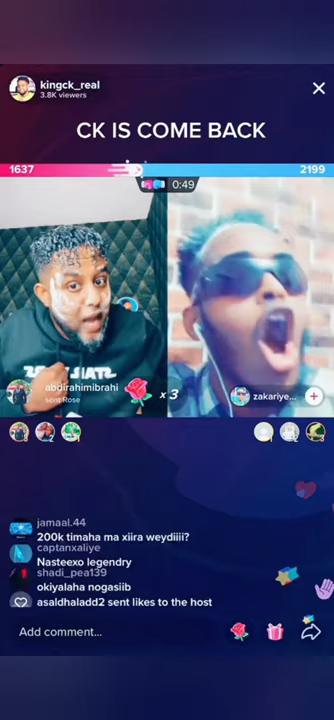 kingck_real
3.8K viewers
CK IS COME BACK
1637
2199
0:49
abdirahimibrahi
sent Rose
x 3
zakariye...
jamaal.44
200k timaha ma xiira weydiiii?
captanxaliye
Nasteexo legendry
shadi_pea139
okiyalaha nogasiib
asaldhaladd2 sent likes to the host
Add comment...